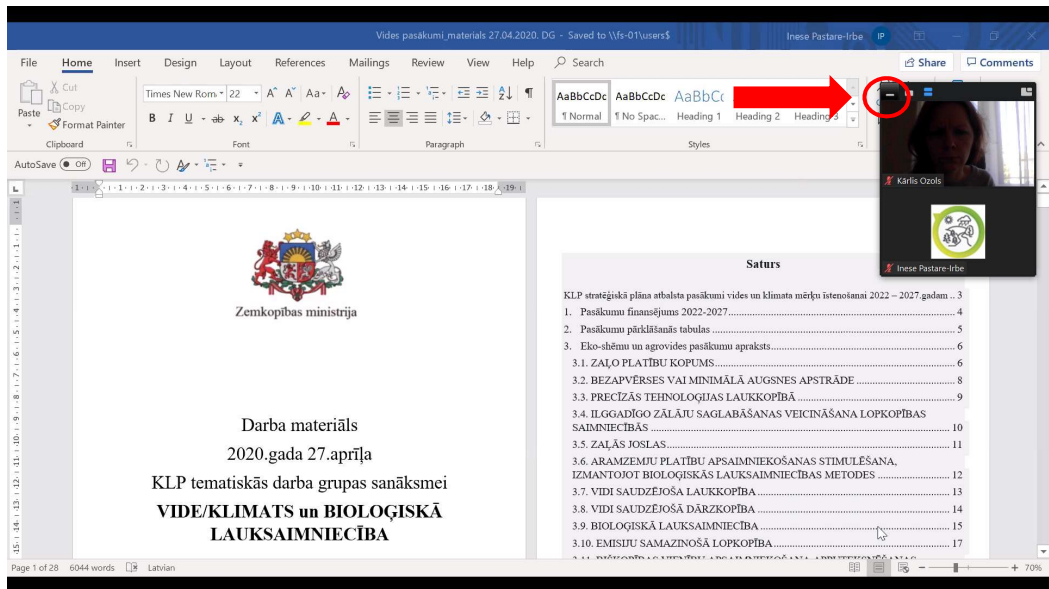 Vides pasākumi_materials 27.04.2020. DG - Saved to \\fs-01\users$
Inese Pastare-Irbe
IP
File Home Insert Design Layout References Mailings Review View Help Search
Share Comments
Cut
Copy
Format Painter
Paste
Times New Rom 22
A^ A˅ Aa
B I U ab x₂ x² A A
AaBbCcDc AaBbCcDc AaBbCc
¶ Normal ¶ No Spac... Heading 1 Heading 2 Heading 3
Clipboard Font Paragraph Styles
AutoSave Off
Kārlis Ozols
Inese Pastare-Irbe
Zemkopības ministrija
Darba materiāls
2020.gada 27.aprīļa
KLP tematiskās darba grupas sanāksmei
VIDE/KLIMATS un BIOLOĢISKĀ
LAUKSAIMNIECĪBA
Saturs
KLP stratēģiskā plāna atbalsta pasākumi vides un klimata mērķu īstenošanai 2022 – 2027.gadam .. 3
1. Pasākumu finansējums 2022-2027 4
2. Pasākumu pārklāšanās tabulas 5
3. Eko-shēmu un agrovides pasākumu apraksts 6
3.1. ZAĻO PLATĪBU KOPUMS 6
3.2. BEZAPVĒRSES VAI MINIMĀLĀ AUGSNES APSTRĀDE 8
3.3. PRECĪZĀS TEHNOLOĢIJAS LAUKKOPĪBĀ 9
3.4. ILGGADĪGO ZĀLĀJU SAGLABĀŠANAS VEICINĀŠANA LOPKOPĪBAS
SAIMNIECĪBĀS 10
3.5. ZAĻĀS JOSLAS 11
3.6. ARAMZEMJU PLATĪBU APSAIMNIEKOŠANAS STIMULĒŠANA,
IZMANTOJOT BIOLOĢISKĀS LAUKSAIMNIECĪBAS METODES 12
3.7. VIDI SAUDZĒJOŠA LAUKKOPĪBA 13
3.8. VIDI SAUDZĒJOŠĀ DĀRZKOPĪBA 14
3.9. BIOLOĢISKĀ LAUKSAIMNIECĪBA 15
3.10. EMISIJU SAMAZINOŠĀ LOPKOPĪBA 17
Page 1 of 28 6044 words Latvian
70%